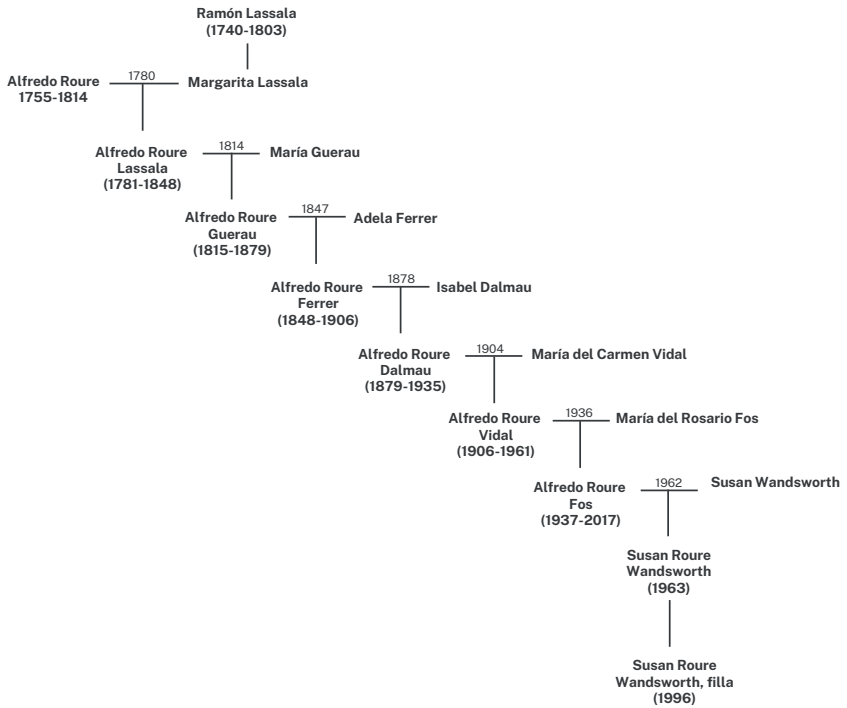 Ramón Lassala
(1740-1803)
Alfredo Roure
1755-1814
1780
Margarita Lassala
Alfredo Roure
Lassala
(1781-1848)
1814
María Guerau
Alfredo Roure
Guerau
(1815-1879)
1847
Adela Ferrer
Alfredo Roure
Ferrer
(1848-1906)
1878
Isabel Dalmau
Alfredo Roure
Dalmau
(1879-1935)
1904
María del Carmen Vidal
Alfredo Roure
Vidal
(1906-1961)
1936
María del Rosario Fos
Alfredo Roure
Fos
(1937-2017)
1962
Susan Wandsworth
Susan Roure
Wandsworth
(1963)
Susan Roure
Wandsworth, filla
(1996)